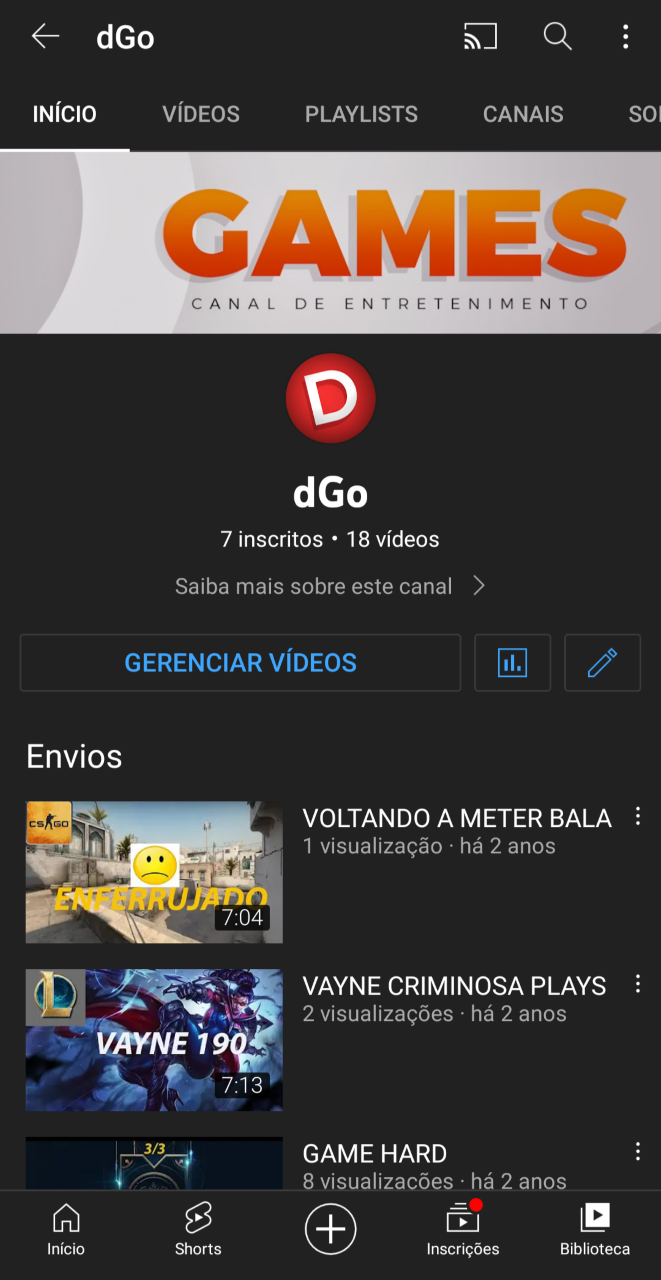 dGo
INÍCIO VÍDEOS PLAYLISTS CANAIS SO
GAMES
CANAL DE ENTRETENIMENTO
D
dGo
7 inscritos • 18 vídeos
Saiba mais sobre este canal
GERENCIAR VÍDEOS
Envios
CS GO
ENFERRUJADO
7:04
VOLTANDO A METER BALA
1 visualização · há 2 anos
L
VAYNE 190
7:13
VAYNE CRIMINOSA PLAYS
2 visualizações · há 2 anos
3/3
GAME HARD
8 visualizações · há 2 anos
Início Shorts Inscrições Biblioteca